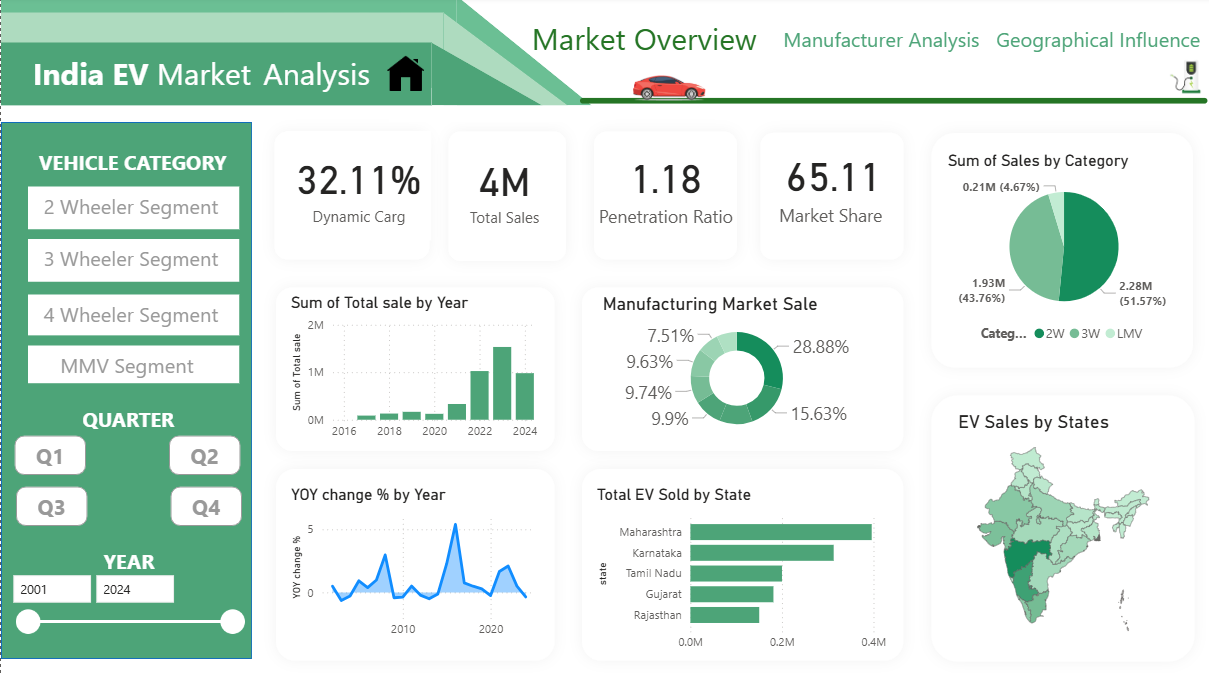 India EV Market Analysis
Market Overview
Manufacturer Analysis
Geographical Influence
VEHICLE CATEGORY
2 Wheeler Segment
3 Wheeler Segment
4 Wheeler Segment
MMV Segment
QUARTER
Q1
Q2
Q3
Q4
YEAR
2001
2024
32.11%
Dynamic Carg
4M
Total Sales
1.18
Penetration Ratio
65.11
Market Share
Sum of Sales by Category
0.21M (4.67%)
1.93M
(43.76%)
2.28M
(51.57%)
Categ...
2W
3W
LMV
Sum of Total sale by Year
Sum of Total sale
2M
1M
0M
2016
2018
2020
2022
2024
Manufacturing Market Sale
7.51%
28.88%
9.63%
9.74%
9.9%
15.63%
EV Sales by States
YOY change % by Year
YOY change %
5
0
2010
2020
Total EV Sold by State
state
Maharashtra
Karnataka
Tamil Nadu
Gujarat
Rajasthan
0.0M
0.2M
0.4M